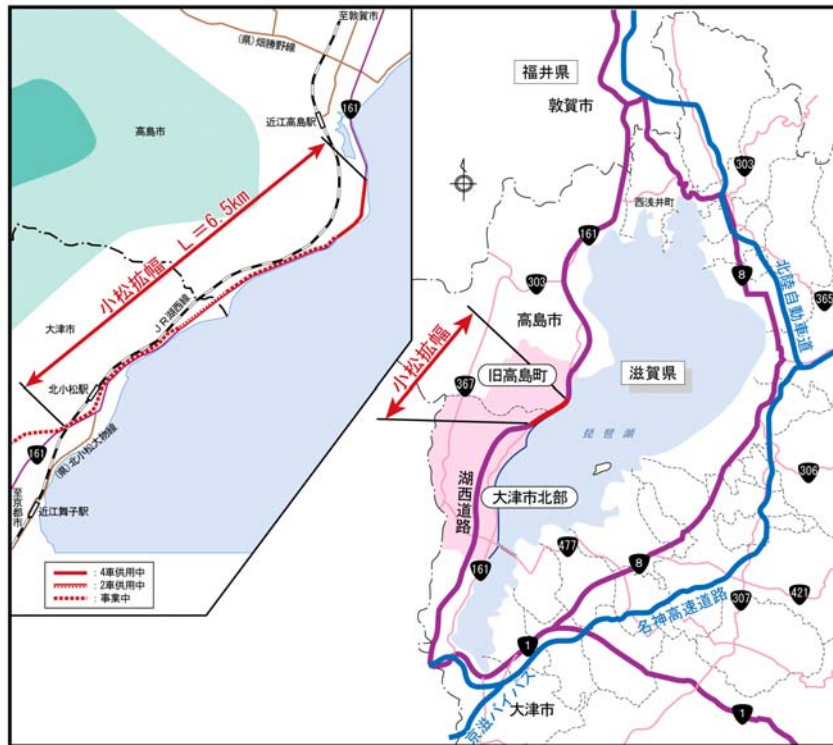 至敦賀市
(県)畑勝野線
161
近江高島駅
高島市
小松拡幅 L=6.5km
JR湖西線
大津市
北小松駅
(県)北小松大物線
161
至京都市
近江舞子駅
:4車供用中
:2車供用中
:事業中
福井県
敦賀市
303
西浅井町
161
8
北陸自動車道
365
303
高島市
小松拡幅
旧高島町
367
滋賀県
琵琶湖
306
湖西道路
大津市北部
477
8
161
421
307
名神高速道路
1
京滋バイパス
大津市
1